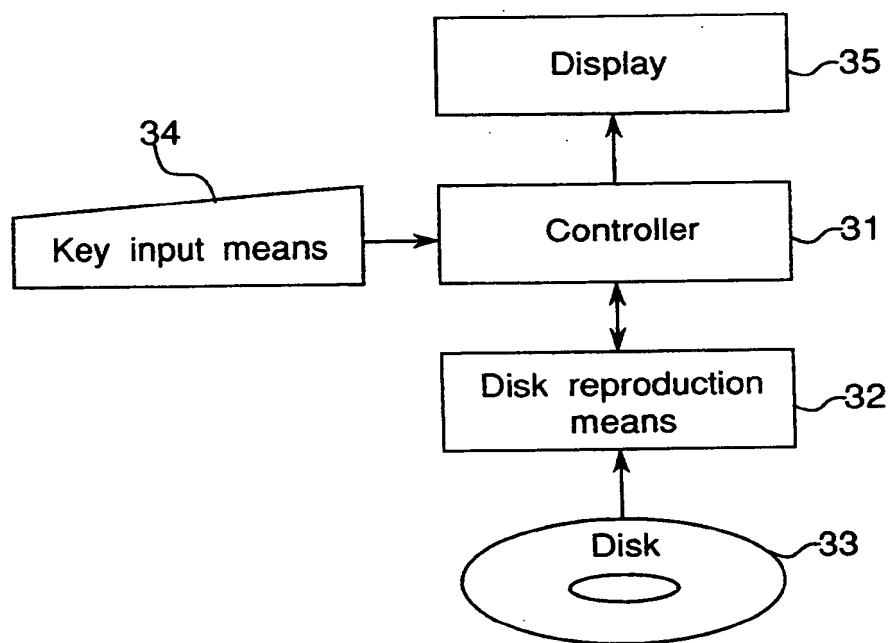 Display
35
34
Key input means
Controller
31
Disk reproduction
means
32
Disk
33